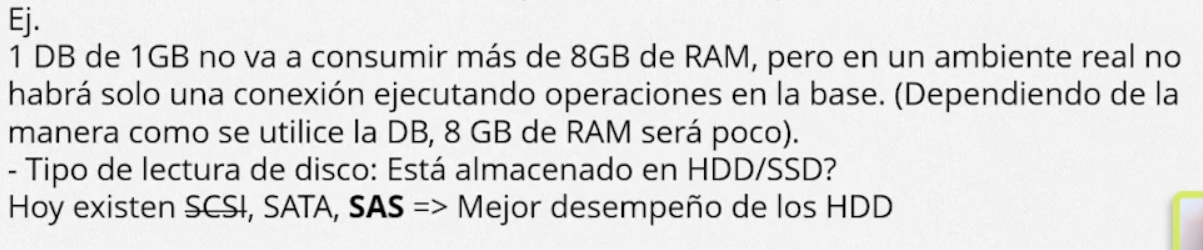 Ej.
1 DB de 1GB no va a consumir más de 8GB de RAM, pero en un ambiente real no
habrá solo una conexión ejecutando operaciones en la base. (Dependiendo de la
manera como se utilice la DB, 8 GB de RAM será poco).
- Tipo de lectura de disco: Está almacenado en HDD/SSD?
Hoy existen SCSI, SATA, SAS => Mejor desempeño de los HDD